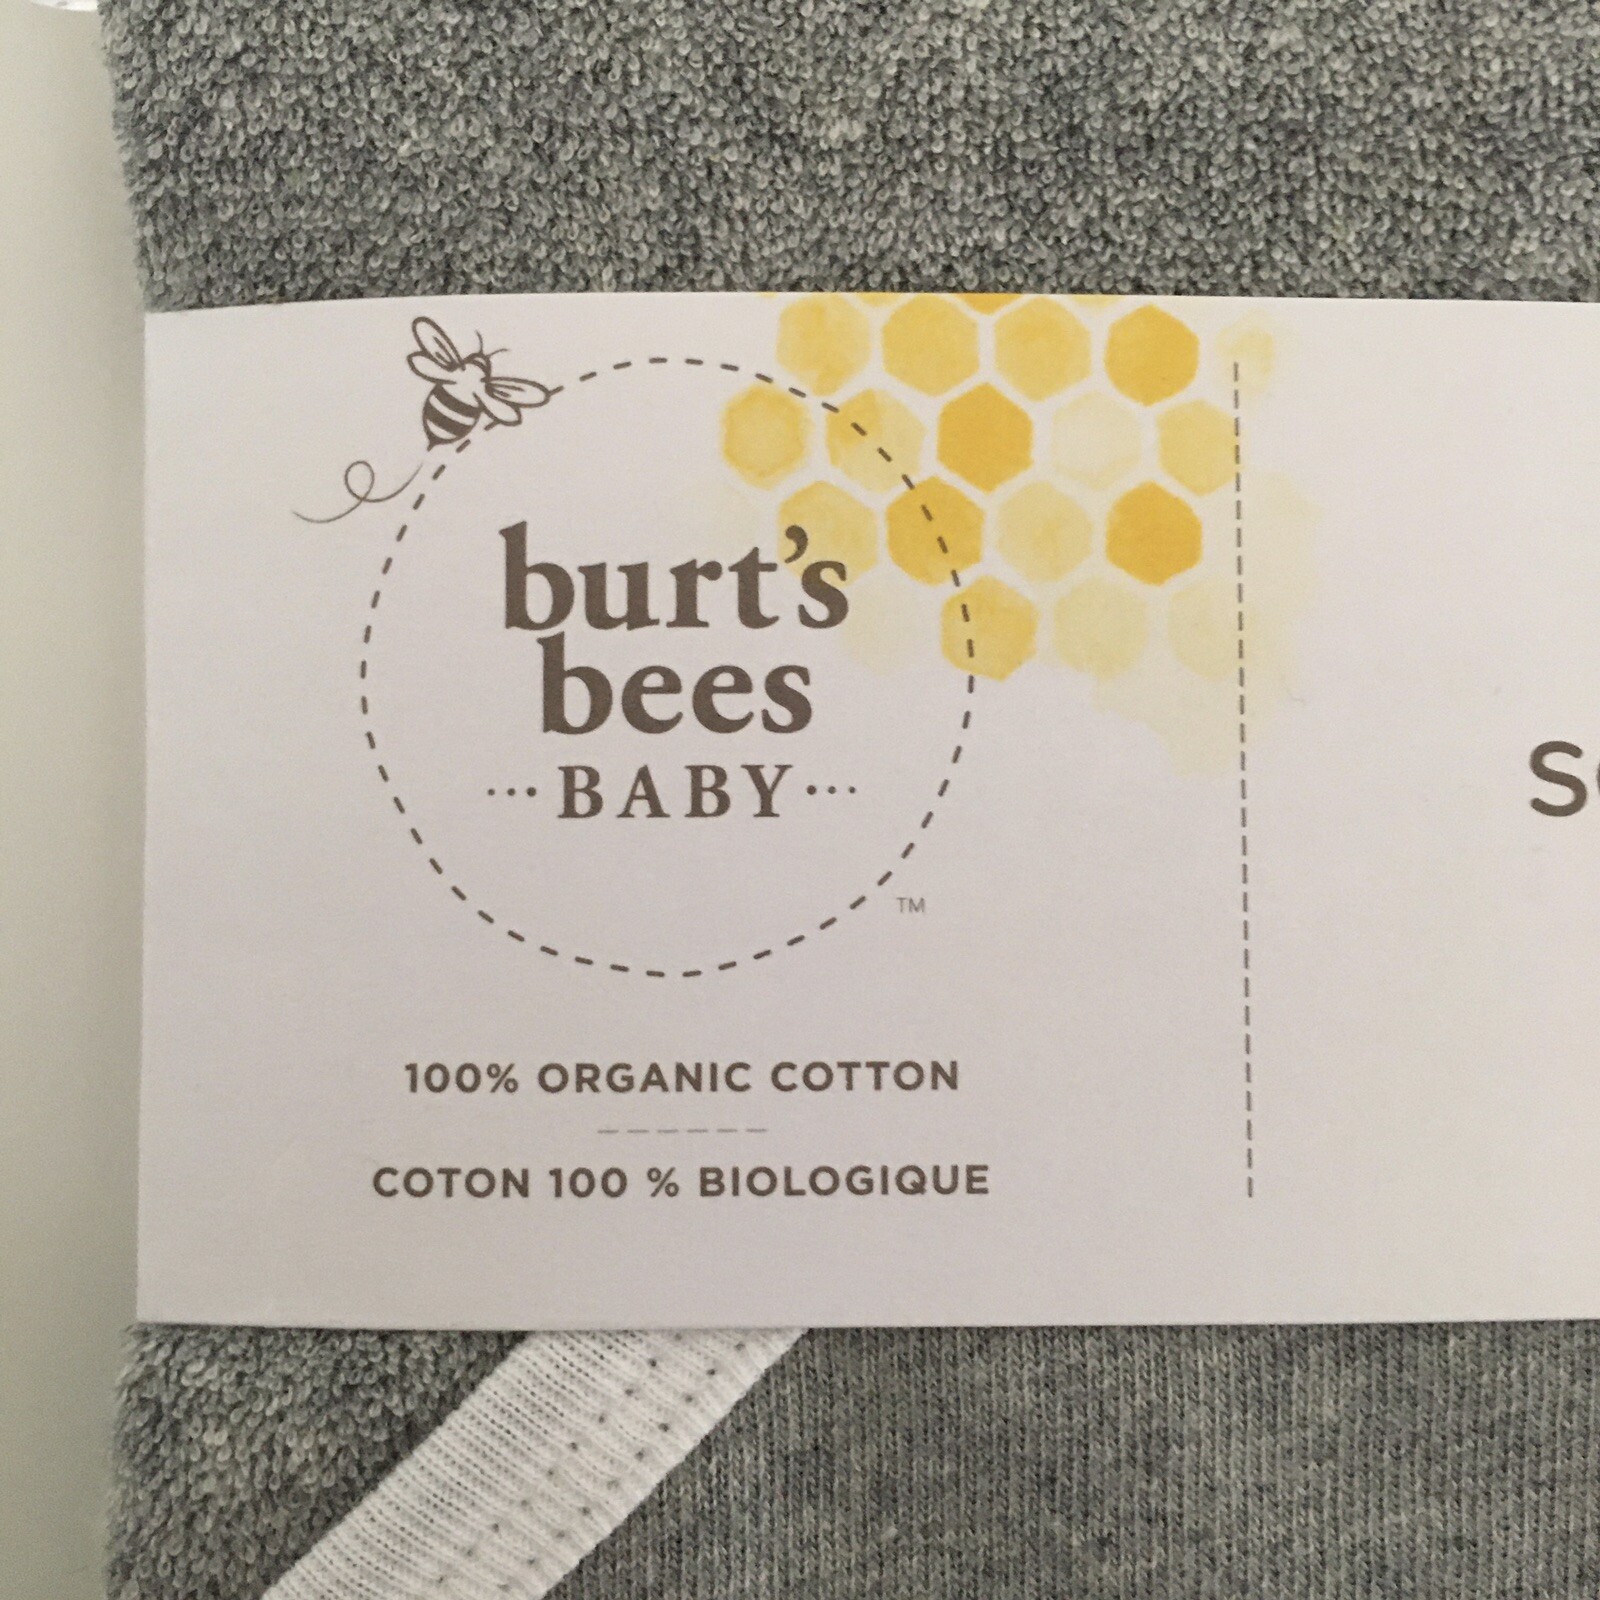 burt's
bees
···BABY···
TM
100% ORGANIC COTTON
COTON 100 % BIOLOGIQUE